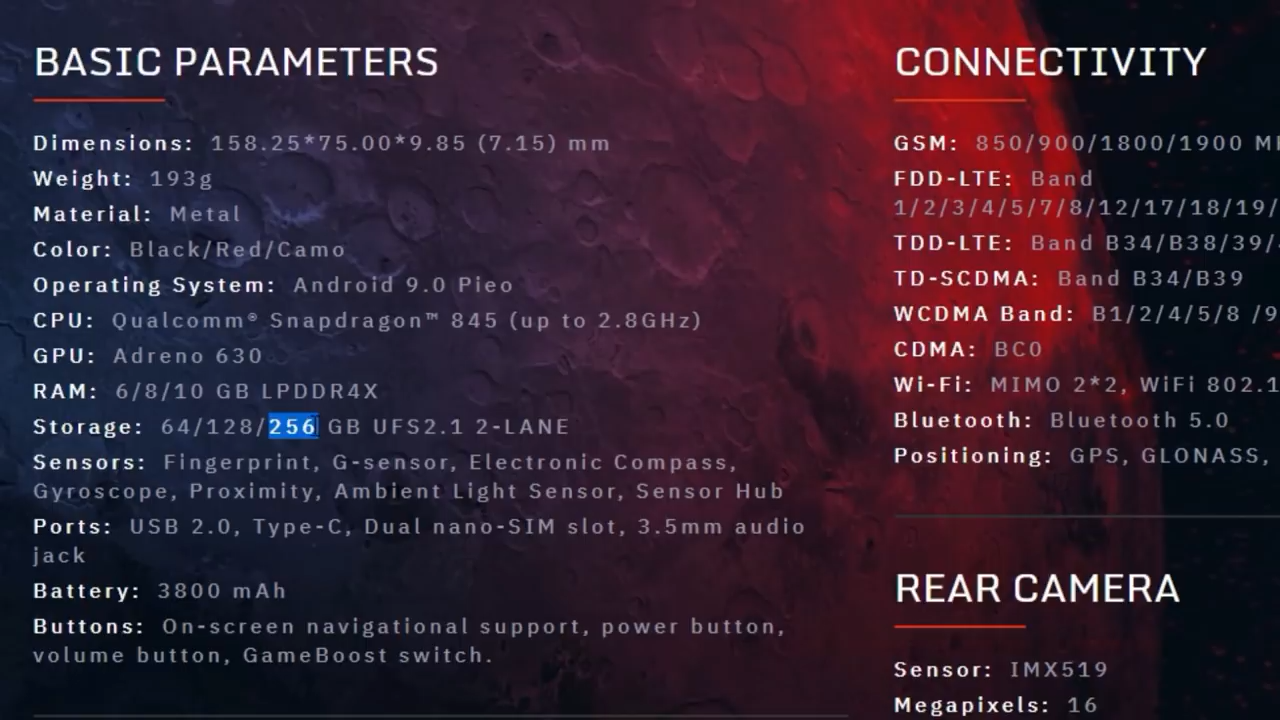 BASIC PARAMETERS
Dimensions: 158.25*75.00*9.85 (7.15) mm
Weight: 193g
Material: Metal
Color: Black/Red/Camo
Operating System: Android 9.0 Pieo
CPU: Qualcomm® Snapdragon™ 845 (up to 2.8GHz)
GPU: Adreno 630
RAM: 6/8/10 GB LPDDR4X
Storage: 64/128/256 GB UFS2.1 2-LANE
Sensors: Fingerprint, G-sensor, Electronic Compass,
Gyroscope, Proximity, Ambient Light Sensor, Sensor Hub
Ports: USB 2.0, Type-C, Dual nano-SIM slot, 3.5mm audio
jack
Battery: 3800 mAh
Buttons: On-screen navigational support, power button,
volume button, GameBoost switch.
CONNECTIVITY
GSM: 850/900/1800/1900
FDD-LTE: Band
1/2/3/4/5/7/8/12/17/18/19/
TDD-LTE: Band B34/B38/39/
TD-SCDMA: Band B34/B39
WCDMA Band: B1/2/4/5/8 /9
CDMA: BC0
Wi-Fi: MIMO 2*2, WiFi 802.1
Bluetooth: Bluetooth 5.0
Positioning: GPS, GLONASS,
REAR CAMERA
Sensor: IMX519
Megapixels: 16